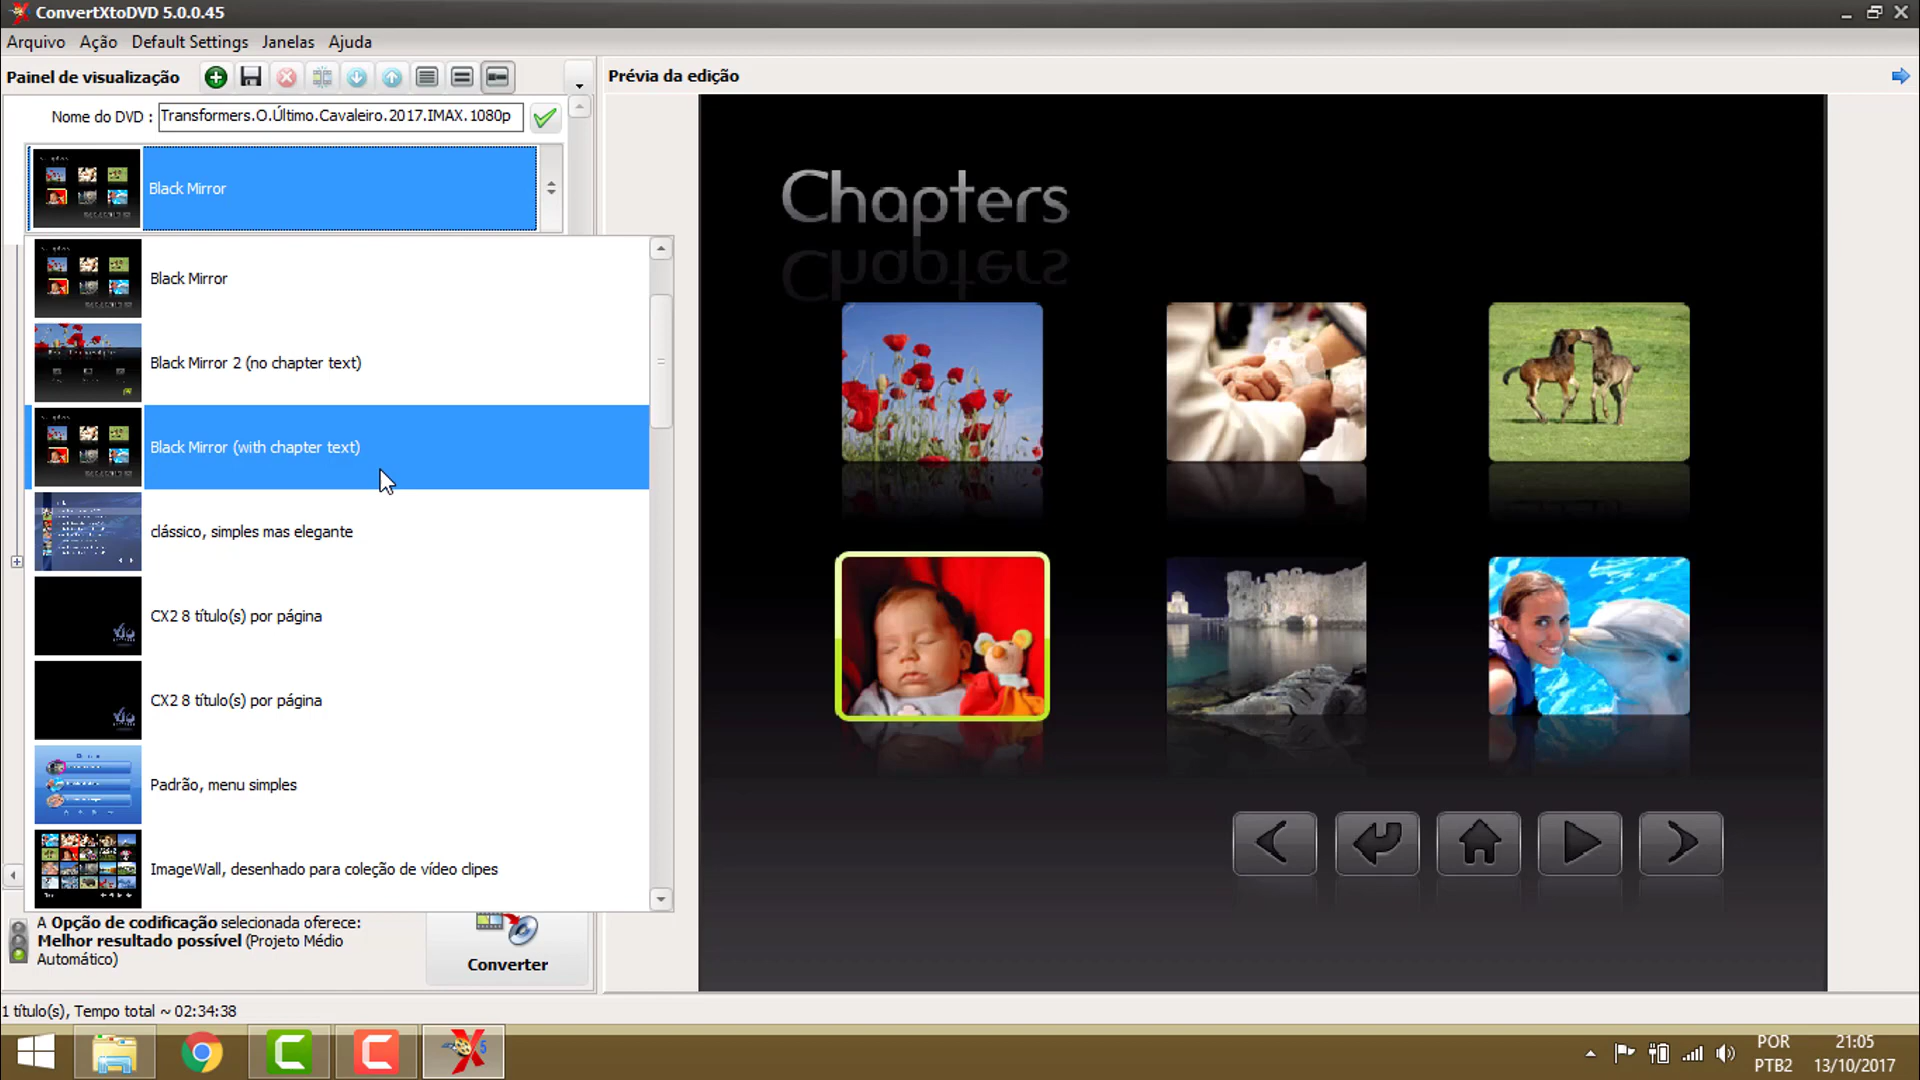 ConvertXtoDVD 5.0.0.45
Arquivo Ação Default Settings Janelas Ajuda
Painel de visualização
Prévia da edição
Nome do DVD : Transformers.O.Último.Cavaleiro.2017.IMAX.1080p
Black Mirror
Black Mirror
Black Mirror 2 (no chapter text)
Black Mirror (with chapter text)
clássico, simples mas elegante
CX2 8 título(s) por página
CX2 8 título(s) por página
Padrão, menu simples
ImageWall, desenhado para coleção de vídeo clipes
Chapters
A Opção de codificação selecionada oferece:
Melhor resultado possível (Projeto Médio
Automático)
Converter
1 título(s), Tempo total ~ 02:34:38
5
POR
PTB2
21:05
13/10/2017